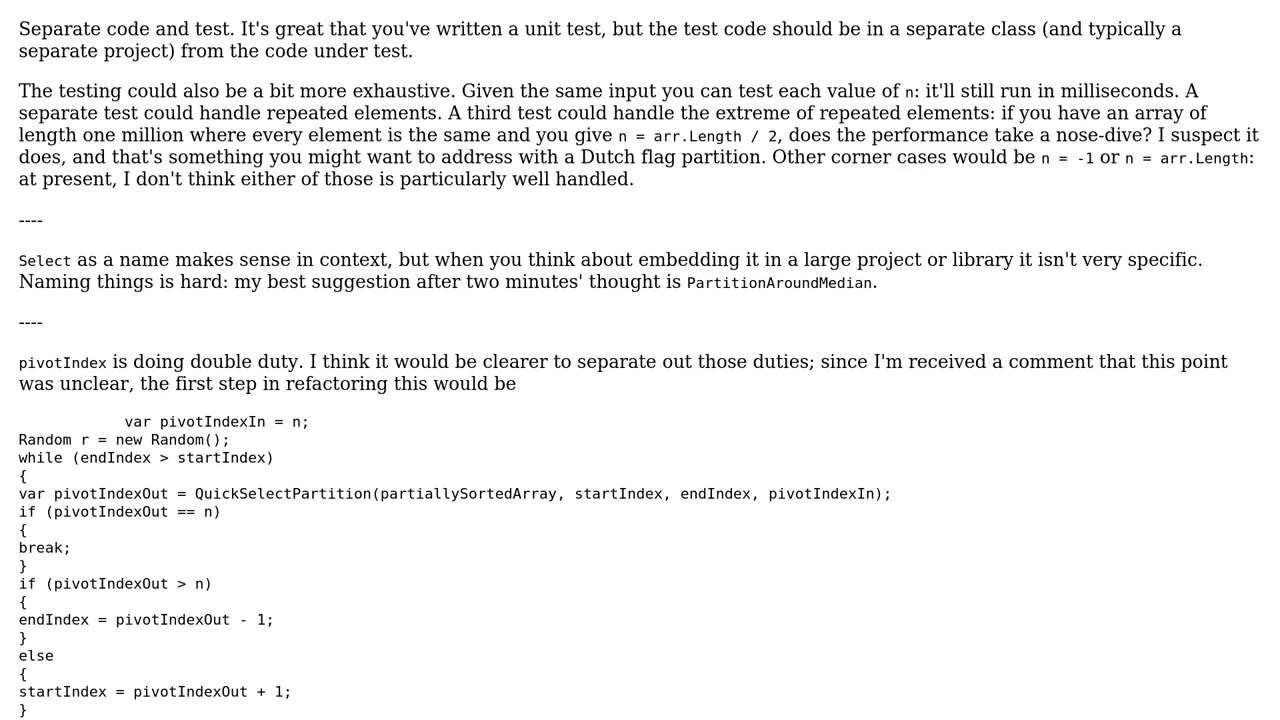 Separate code and test. It's great that you've written a unit test, but the test code should be in a separate class (and typically a
separate project) from the code under test.
The testing could also be a bit more exhaustive. Given the same input you can test each value of n: it'll still run in milliseconds. A
separate test could handle repeated elements. A third test could handle the extreme of repeated elements: if you have an array of
length one million where every element is the same and you give n = arr.Length / 2, does the performance take a nose-dive? I suspect it
does, and that's something you might want to address with a Dutch flag partition. Other corner cases would be n = -1 or n = arr.Length:
at present, I don't think either of those is particularly well handled.
----
Select as a name makes sense in context, but when you think about embedding it in a large project or library it isn't very specific.
Naming things is hard: my best suggestion after two minutes' thought is PartitionAroundMedian.
----
pivotIndex is doing double duty. I think it would be clearer to separate out those duties; since I'm received a comment that this point
was unclear, the first step in refactoring this would be
var pivotIndexIn = n;
Random r = new Random();
while (endIndex > startIndex)
{
var pivotIndexOut = QuickSelectPartition(partiallySortedArray, startIndex, endIndex, pivotIndexIn);
if (pivotIndexOut == n)
{
break;
}
if (pivotIndexOut > n)
{
endIndex = pivotIndexOut - 1;
}
else
{
startIndex = pivotIndexOut + 1;
}